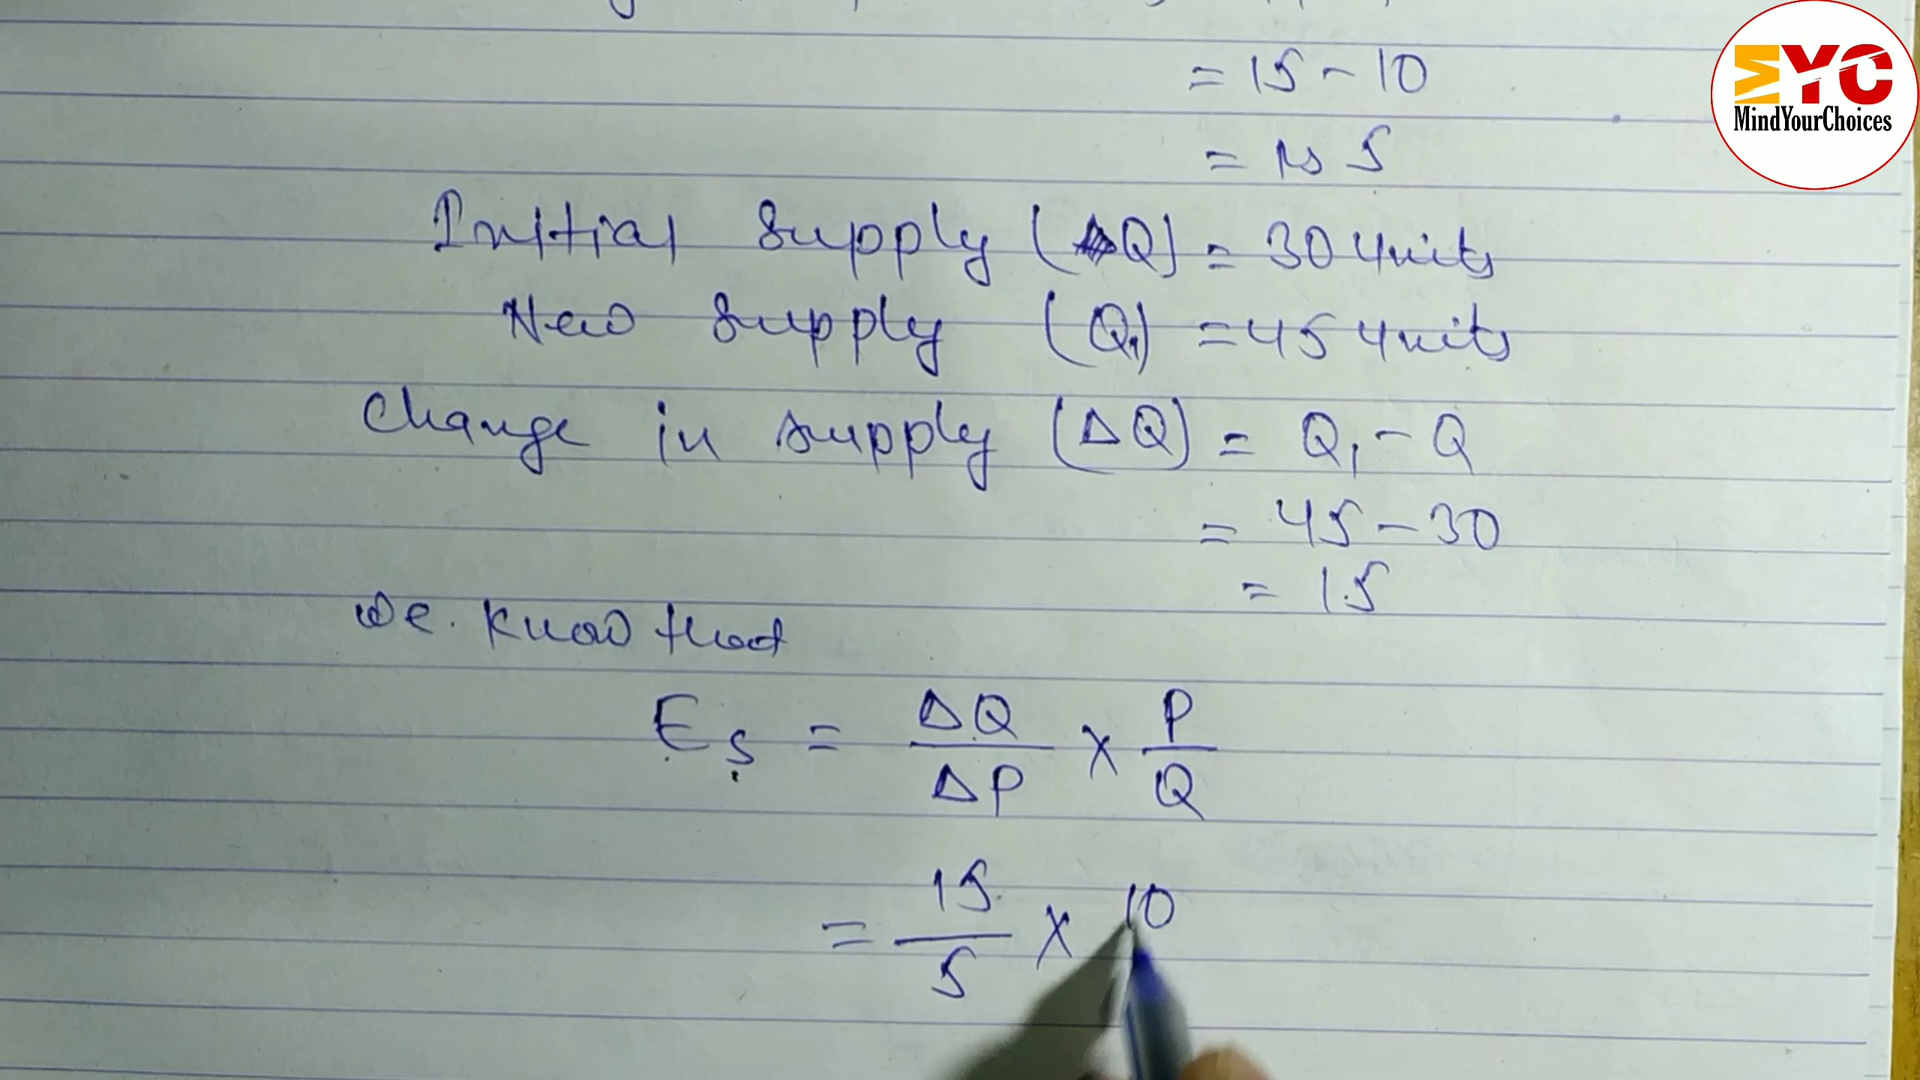 = 15 - 10
= Rs 5
MYC
MindYourChoices
Initial Supply (Q) = 30 Units
New Supply (Q₁) = 45 Units
Change in supply (ΔQ) = Q₁ - Q
= 45 - 30
= 15
We know that
Es = ΔQ/ΔP × P/Q
= 15/5 × 10